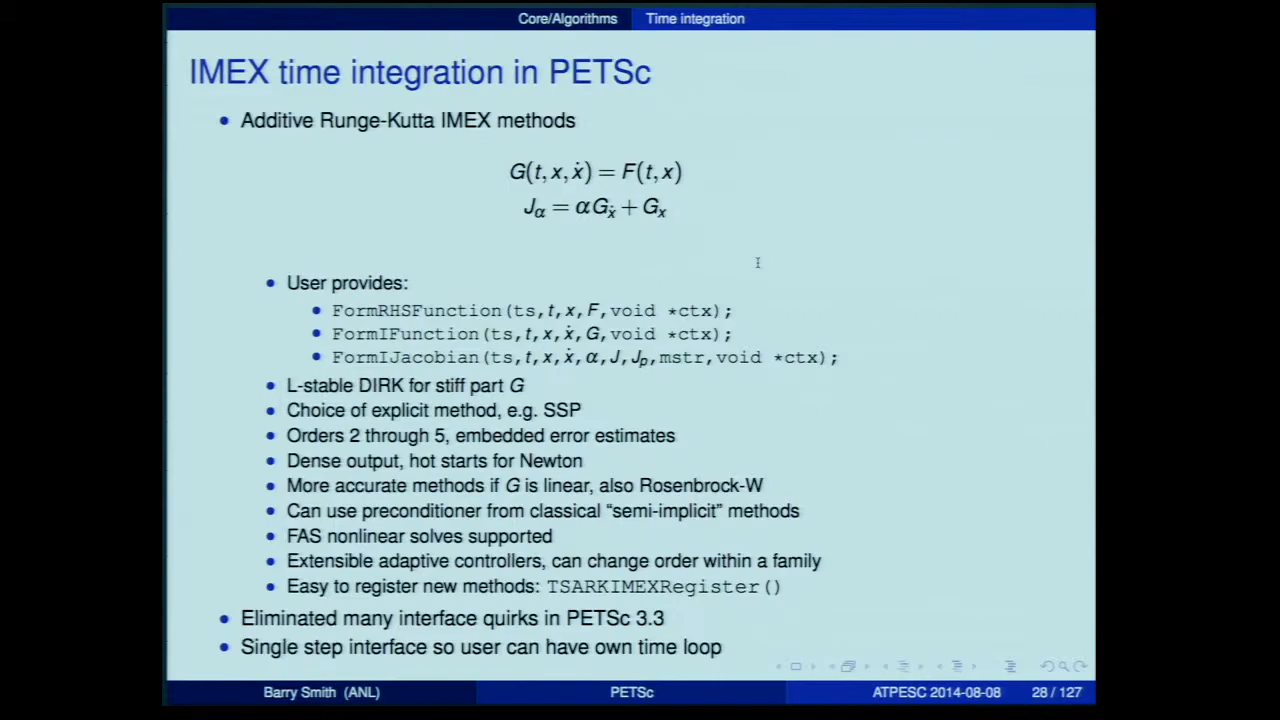 Core/Algorithms Time integration
IMEX time integration in PETSc
• Additive Runge-Kutta IMEX methods
G(t, x, ẋ) = F(t, x)
Jα = αGẋ + Gx
• User provides:
• FormRHSFunction(ts,t,x,F,void *ctx);
• FormIFunction(ts,t,x,ẋ,G,void *ctx);
• FormIJacobian(ts,t,x,ẋ,α,J,Jp,mstr,void *ctx);
• L-stable DIRK for stiff part G
• Choice of explicit method, e.g. SSP
• Orders 2 through 5, embedded error estimates
• Dense output, hot starts for Newton
• More accurate methods if G is linear, also Rosenbrock-W
• Can use preconditioner from classical “semi-implicit” methods
• FAS nonlinear solves supported
• Extensible adaptive controllers, can change order within a family
• Easy to register new methods: TSARKIMEXRegister()
• Eliminated many interface quirks in PETSc 3.3
• Single step interface so user can have own time loop
Barry Smith (ANL) PETSc ATPESC 2014-08-08 28 / 127